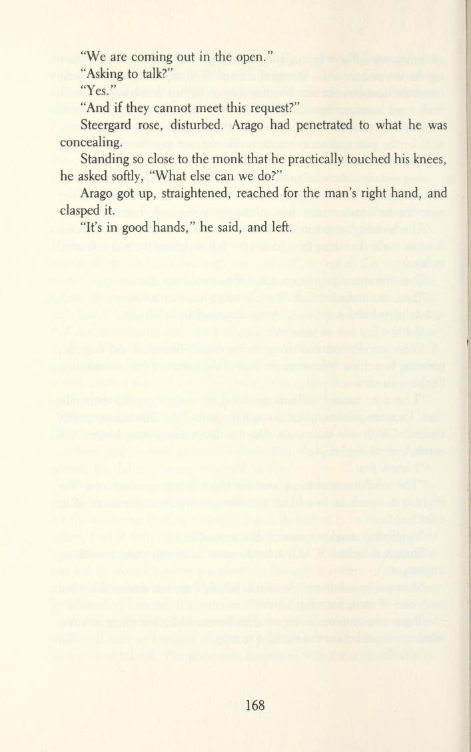 “We are coming out in the open.”
“Asking to talk?”
“Yes.”
“And if they cannot meet this request?”
Steergard rose, disturbed. Arago had penetrated to what he was
concealing.
Standing so close to the monk that he practically touched his knees,
he asked softly, “What else can we do?”
Arago got up, straightened, reached for the man’s right hand, and
clasped it.
“It’s in good hands,” he said, and left.
168